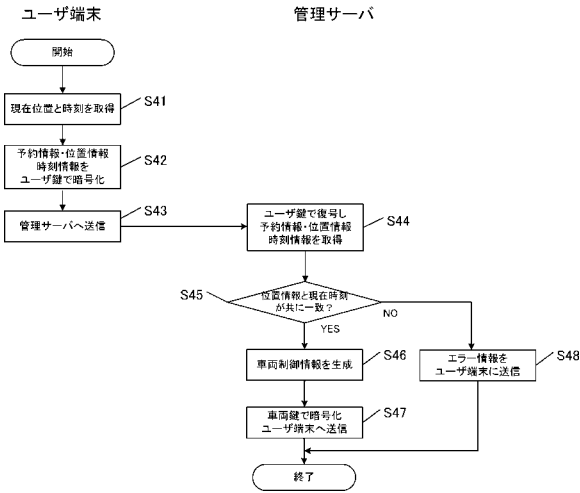 ユーザ端末
管理サーバ
開始
現在位置と時刻を取得
S41
予約情報・位置情報
時刻情報を
ユーザ鍵で暗号化
S42
管理サーバへ送信
S43
ユーザ鍵で復号し
予約情報・位置情報
時刻情報を取得
S44
位置情報と現在時刻
が共に一致?
S45
NO
YES
車両制御情報を生成
S46
エラー情報を
ユーザ端末に送信
S48
車両鍵で暗号化
ユーザ端末へ送信
S47
終了